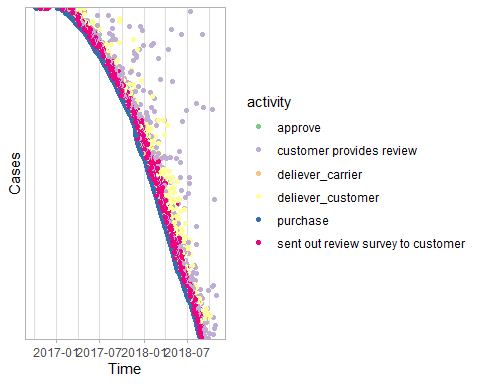 Cases
2017-01
2017-07
2018-01
2018-07
Time
activity
approve
customer provides review
deliever_carrier
deliever_customer
purchase
sent out review survey to customer